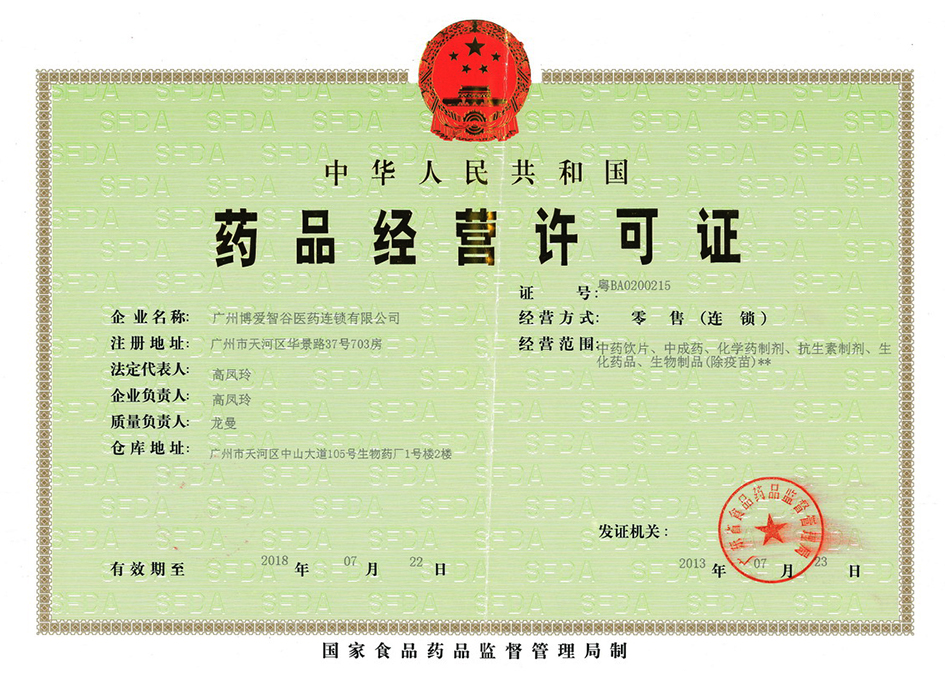 中华人民共和国
药品经营许可证
证 号: 粤BA0200215
企业名称: 广州博爱智谷医药连锁有限公司
经营方式: 零 售 (连 锁)
注册地址: 广州市天河区华景路37号703房
经营范围: 中药饮片、中成药、化学药制剂、抗生素制剂、生
化药品、生物制品(除疫苗)**
法定代表人: 高凤玲
企业负责人: 高凤玲
质量负责人: 龙曼
仓库地址: 广州市天河区中山大道105号生物药厂1号楼2楼
发证机关:
广东省食品药品监督管理局
有效期至 2018 年 07 月 22 日
2013 年 07 月 23 日
国家食品药品监督管理局制
SFDA